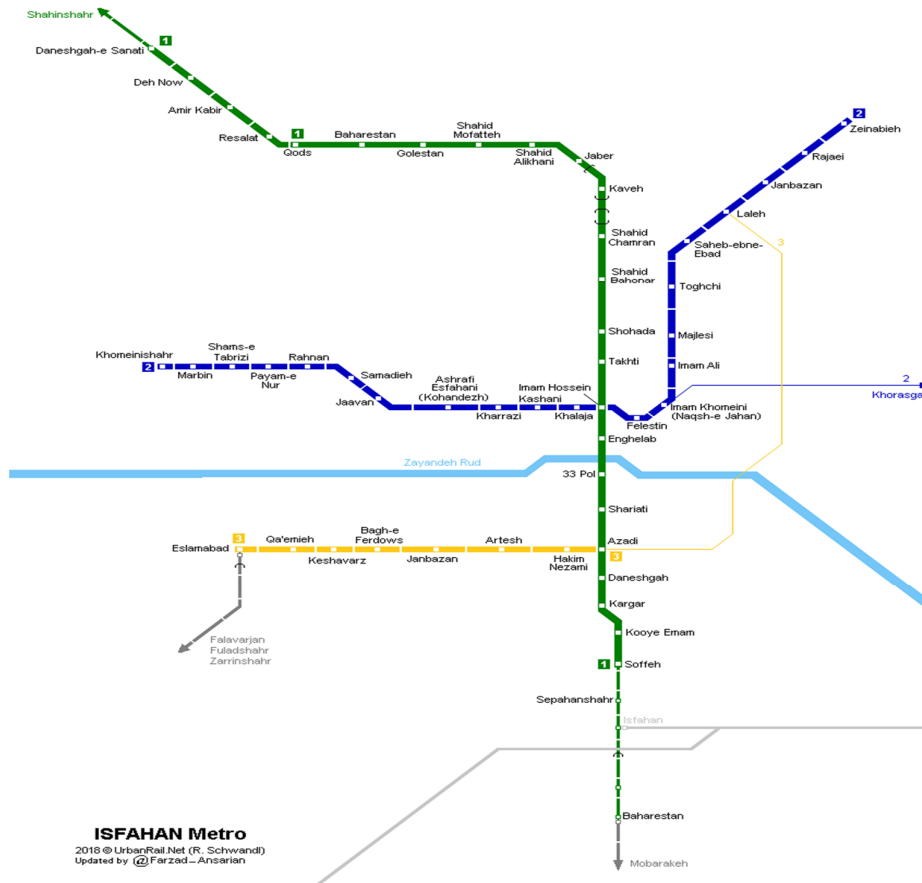 Shahinshahr
1
Daneshgah-e Sanati
Deh Now
Amir Kabir
Resalat
1
Qods
Baharestan
Golestan
Shahid
Mofatteh
Shahid
Alikhani
Jaber
Kaveh
Shahid
Chamran
Shahid
Bahonar
Shohada
Takhti
2
Zeinabieh
Rajaei
Janbazan
Laleh
3
Saheb-ebne-
Ebad
Toghchi
Majlesi
Imam Ali
Khomeinishahr
2
Marbin
Shams-e
Tabrizi
Payam-e
Nur
Rahnan
Samadieh
Jaavan
Ashrafi
Esfahani
(Kohandezh)
Kharrazi
Imam Hossein
Kashani
Khalaja
Felestin
Imam Khomeini
(Naqsh-e Jahan)
2
Khorasga
Enghelab
Zayandeh Rud
33 Pol
Shariati
3
Eslamabad
Qa'emieh
Keshavarz
Bagh-e
Ferdows
Janbazan
Artesh
Hakim
Nezami
Azadi
3
Daneshgah
Kargar
Kooye Emam
1
Soffeh
Falavarjan
Fuladshahr
Zarrinshahr
Sepahanshahr
Isfahan
Baharestan
Mobarakeh
ISFAHAN Metro
2018 © UrbanRail.Net (R. Schwandl)
Updated by @Farzad-Ansarian